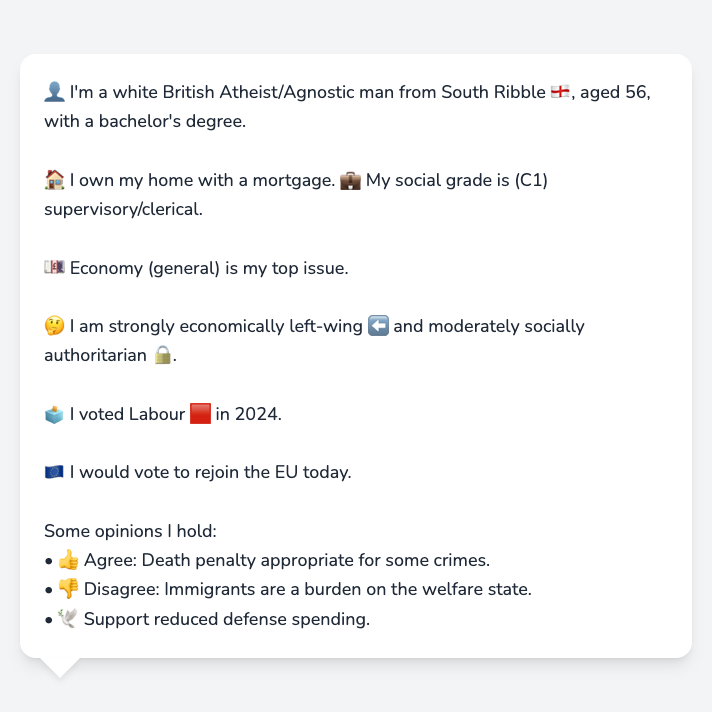 👤 I'm a white British Atheist/Agnostic man from South Ribble 🏴󠁧󠁢󠁥󠁮󠁧󠁿, aged 56,
with a bachelor's degree.
🏠 I own my home with a mortgage. 💼 My social grade is (C1)
supervisory/clerical.
💷 Economy (general) is my top issue.
🤔 I am strongly economically left-wing ⬅️ and moderately socially
authoritarian 🔒.
🗳️ I voted Labour 🟥 in 2024.
🇪🇺 I would vote to rejoin the EU today.
Some opinions I hold:
• 👍 Agree: Death penalty appropriate for some crimes.
• 👎 Disagree: Immigrants are a burden on the welfare state.
• 🕊️ Support reduced defense spending.